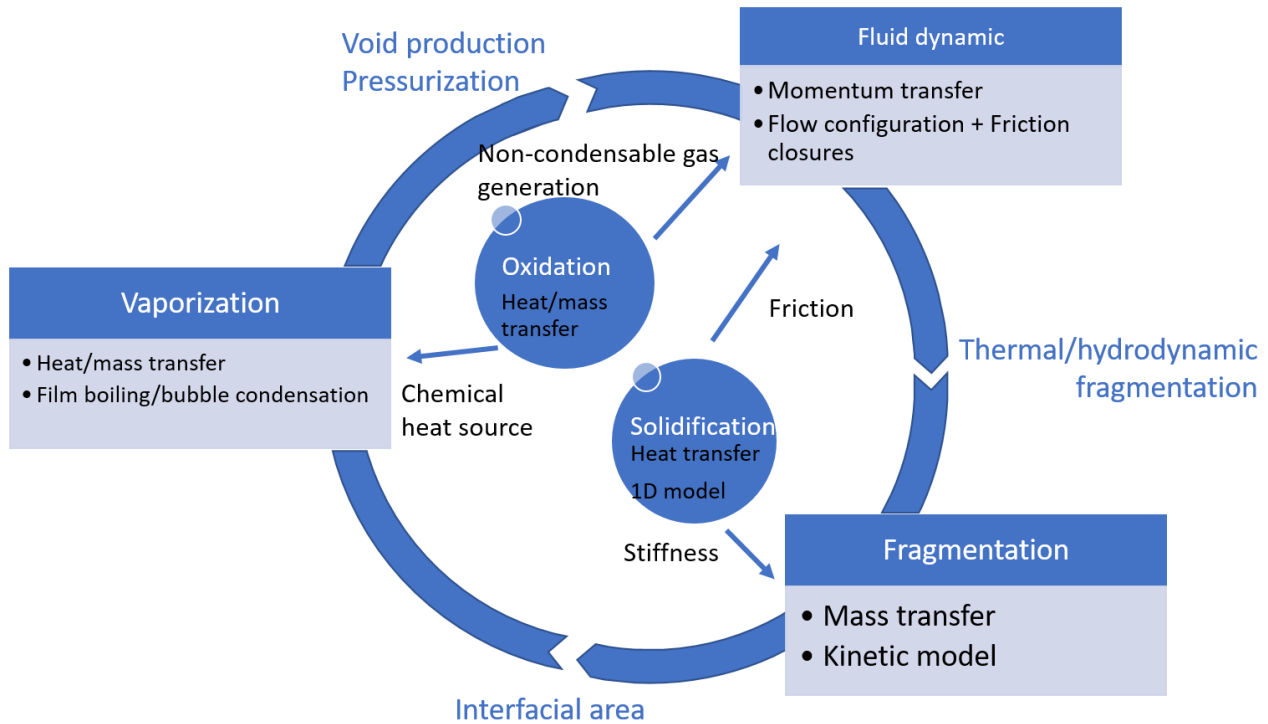 Void production
Pressurization
Fluid dynamic
• Momentum transfer
• Flow configuration + Friction
closures
Non-condensable gas
generation
Oxidation
Heat/mass
transfer
Vaporization
• Heat/mass transfer
• Film boiling/bubble condensation
Chemical
heat source
Friction
Thermal/hydrodynamic
fragmentation
Solidification
Heat transfer
1D model
Stiffness
Fragmentation
• Mass transfer
• Kinetic model
Interfacial area